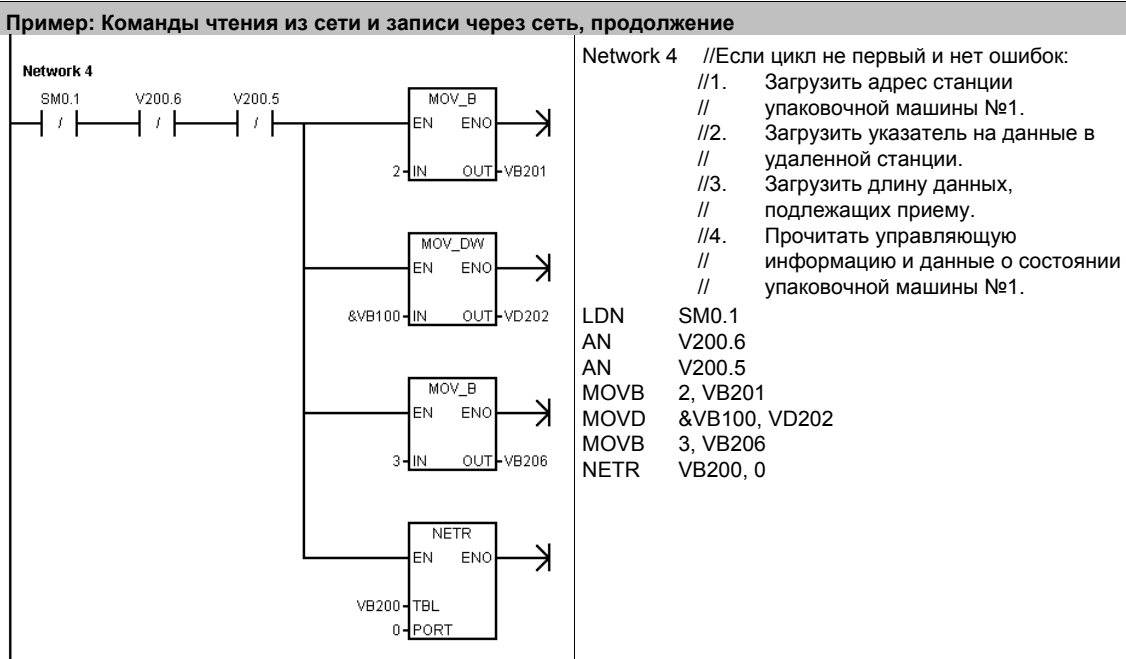 Пример: Команды чтения из сети и записи через сеть, продолжение
Network 4
SM0.1 V200.6 V200.5
/ / /
MOV_B
EN ENO
2 IN OUT VB201
MOV_DW
EN ENO
&VB100 IN OUT VD202
MOV_B
EN ENO
3 IN OUT VB206
NETR
EN ENO
VB200 TBL
0 PORT
Network 4 //Если цикл не первый и нет ошибок:
//1. Загрузить адрес станции
// упаковочной машины №1.
//2. Загрузить указатель на данные в
// удаленной станции.
//3. Загрузить длину данных,
// подлежащих приему.
//4. Прочитать управляющую
// информацию и данные о состоянии
// упаковочной машины №1.
LDN SM0.1
AN V200.6
AN V200.5
MOVB 2, VB201
MOVD &VB100, VD202
MOVB 3, VB206
NETR VB200, 0